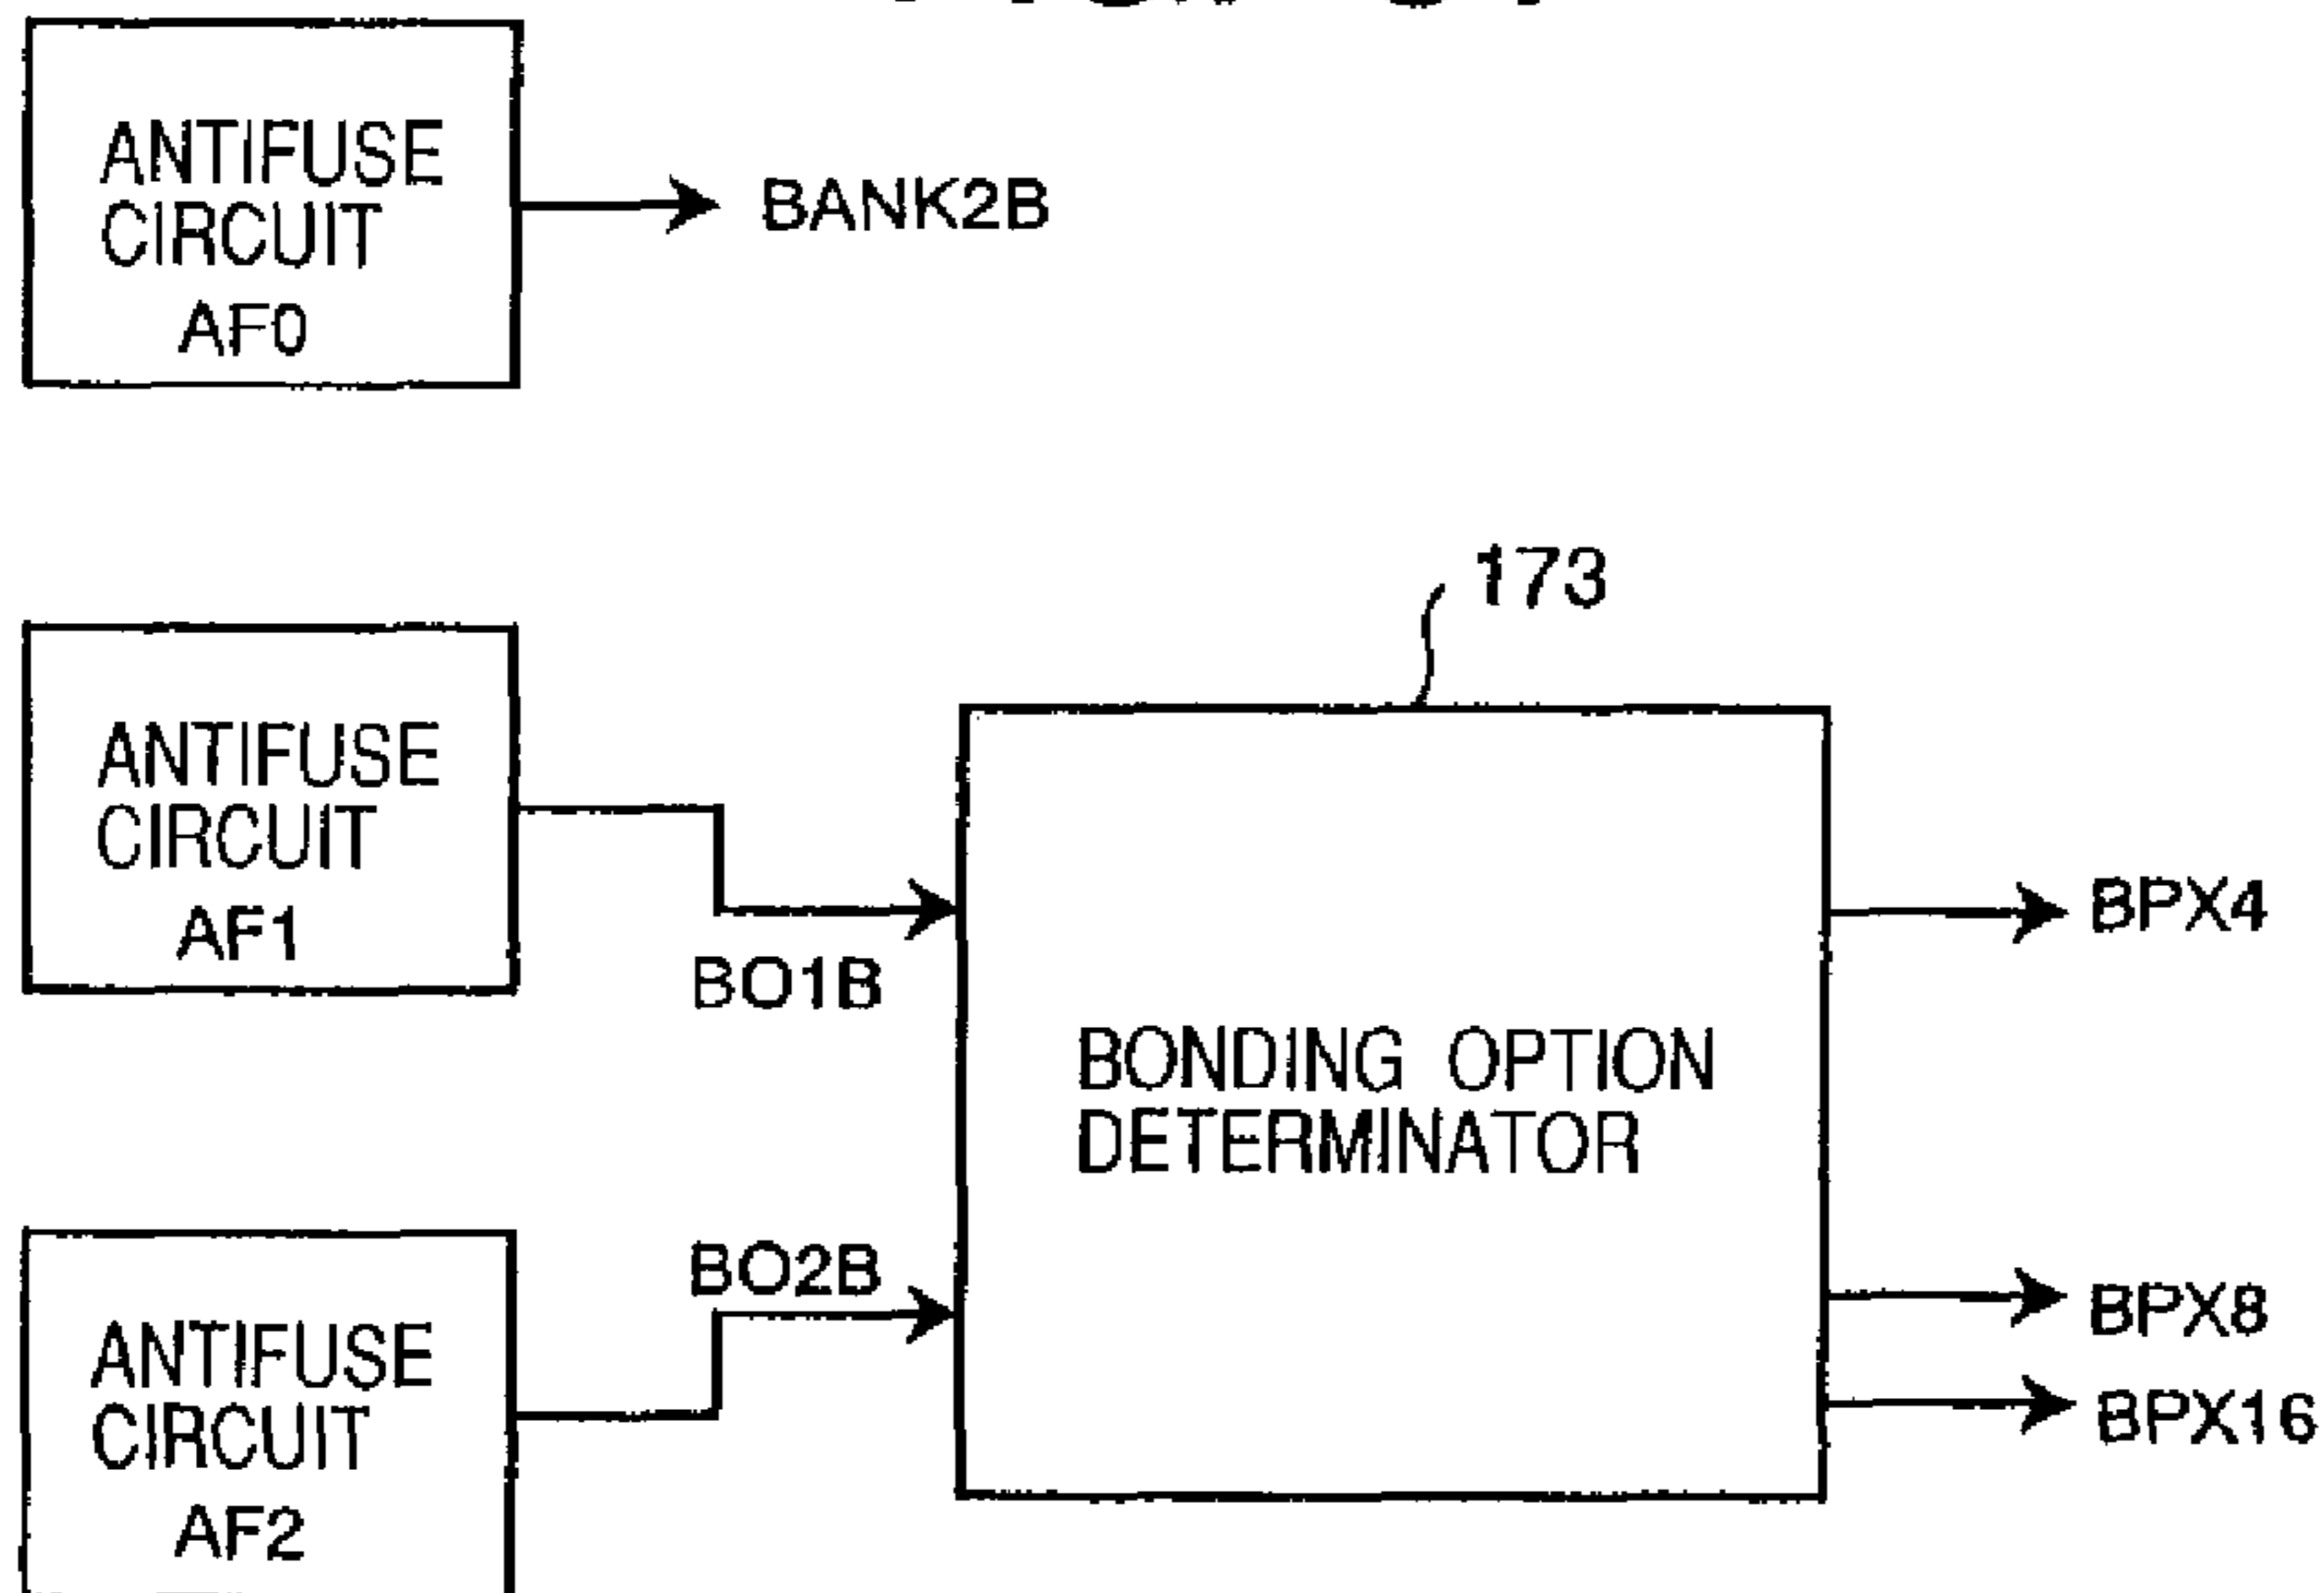 ANTIFUSE
CIRCUIT
AF0
BANK2B
173
ANTIFUSE
CIRCUIT
AF1
BO1B
BPX4
BONDING OPTION
DETERMINATOR
BO2B
BPX8
ANTIFUSE
CIRCUIT
AF2
BPX16